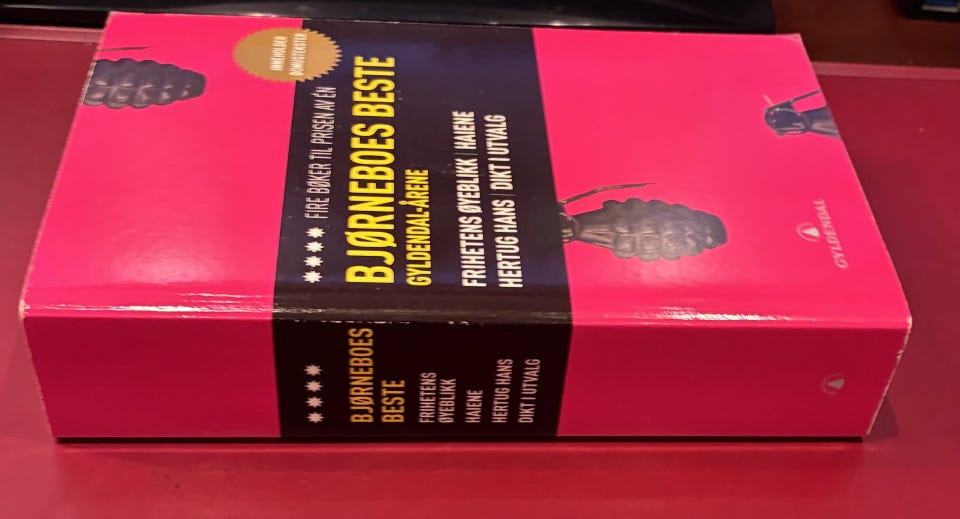 INNEHOLDER
BONUSTEKSTER
FIRE BØKER TIL PRISEN AV ÉN
BJØRNEBOES BESTE
GYLDENDAL-ÅRENE
FRIHETENS ØYEBLIKK | HAIENE
HERTUG HANS | DIKT I UTVALG
GYLDENDAL
BJØRNEBOES
BESTE
FRIHETENS
ØYEBLIKK
HAIENE
HERTUG HANS
DIKT I UTVALG